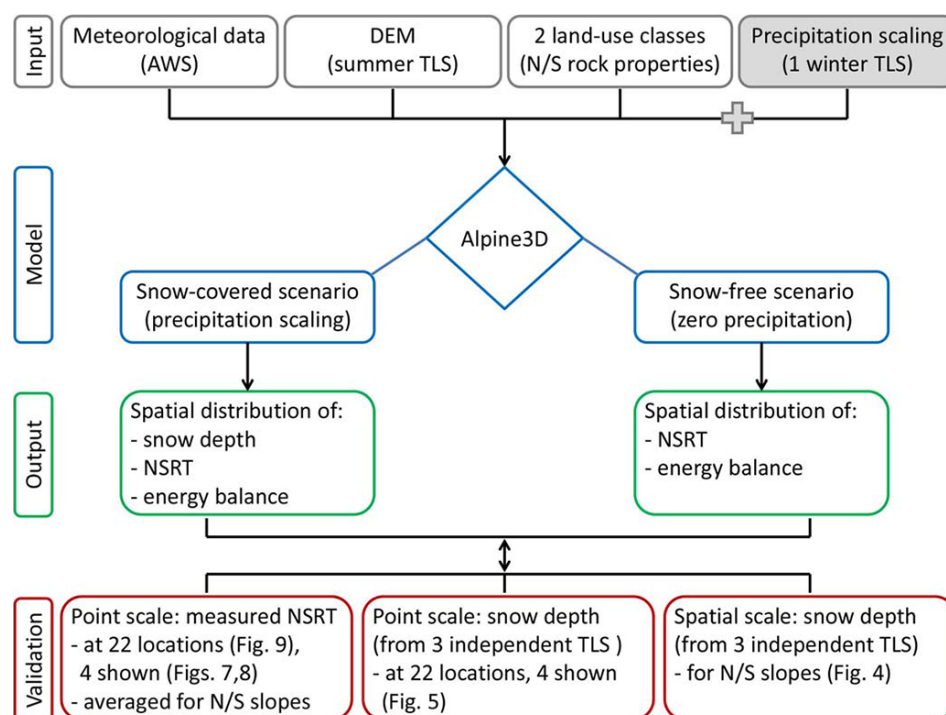 Input
Meteorological data
(AWS)
DEM
(summer TLS)
2 land-use classes
(N/S rock properties)
Precipitation scaling
(1 winter TLS)
Model
Alpine3D
Snow-covered scenario
(precipitation scaling)
Snow-free scenario
(zero precipitation)
Output
Spatial distribution of:
- snow depth
- NSRT
- energy balance
Spatial distribution of:
- NSRT
- energy balance
Validation
Point scale: measured NSRT
- at 22 locations (Fig. 9),
4 shown (Figs. 7,8)
- averaged for N/S slopes
Point scale: snow depth
(from 3 independent TLS )
- at 22 locations, 4 shown
(Fig. 5)
Spatial scale: snow depth
(from 3 independent TLS)
- for N/S slopes (Fig. 4)